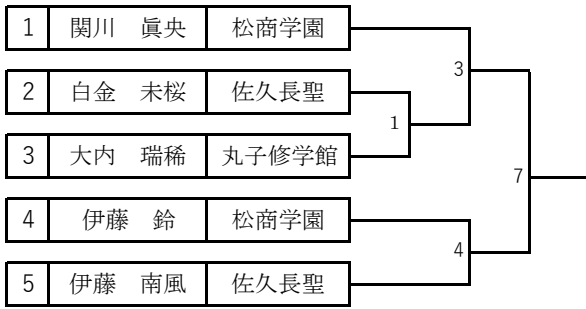 1 関川 眞央 松商学園
3
2 白金 未桜 佐久長聖
1
3 大内 瑞稀 丸子修学館
7
4 伊藤 鈴 松商学園
4
5 伊藤 南風 佐久長聖